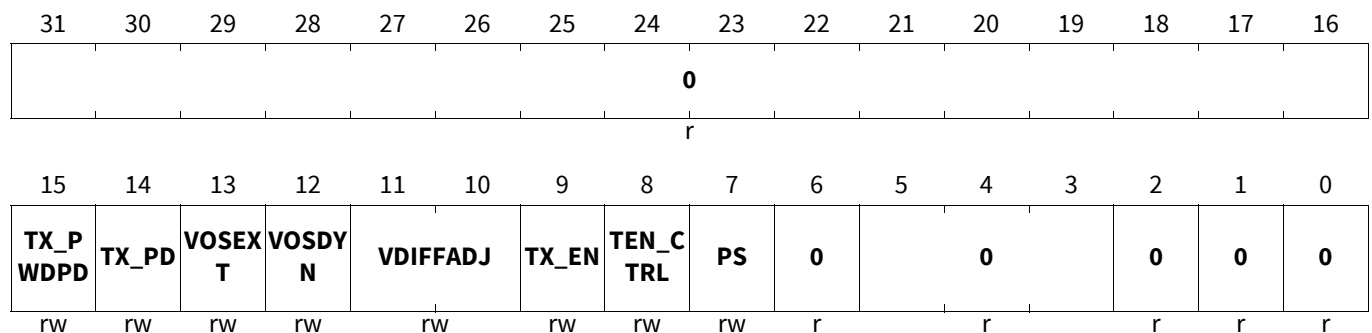 31 30 29 28 27 26 25 24 23 22 21 20 19 18 17 16
0
r
15 14 13 12 11 10 9 8 7 6 5 4 3 2 1 0
TX_P TX_PD VOSEX VOSDY VDIFFADJ TX_EN TEN_C PS 0 0 0 0 0
WDPD T N TRL
rw rw rw rw rw rw rw rw r r r r r